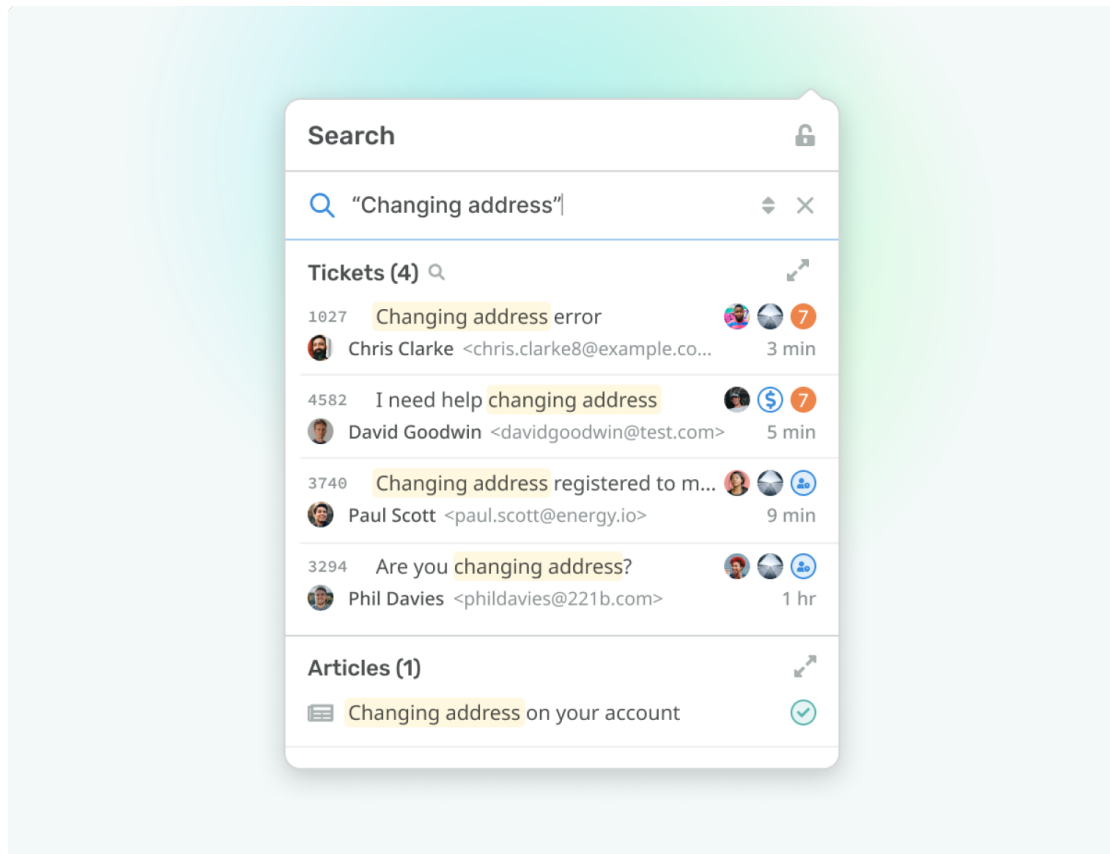 Search
“Changing address”
Tickets (4)
1027 Changing address error 7
Chris Clarke <chris.clarke8@example.co... 3 min
4582 I need help changing address $ 7
David Goodwin <davidgoodwin@test.com> 5 min
3740 Changing address registered to m...
Paul Scott <paul.scott@energy.io> 9 min
3294 Are you changing address?
Phil Davies <phildavies@221b.com> 1 hr
Articles (1)
Changing address on your account